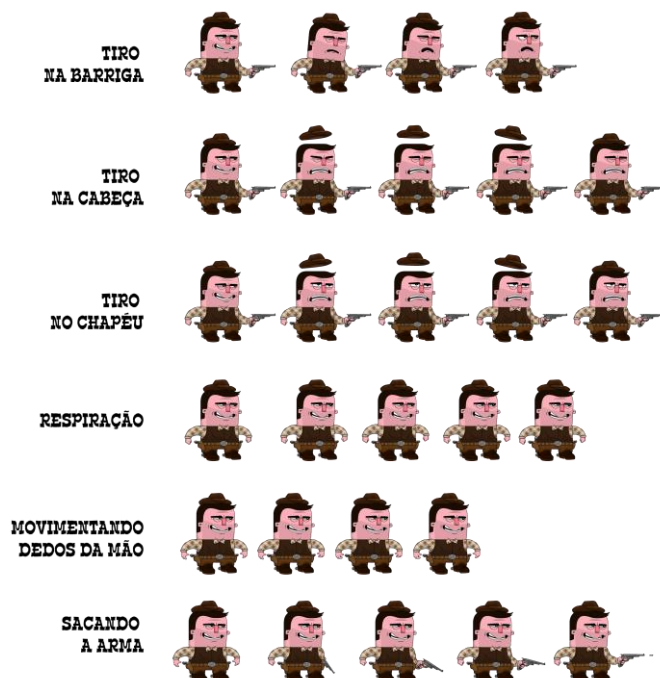 TIRO
NA BARRIGA
TIRO
NA CABEÇA
TIRO
NO CHAPÉU
RESPIRAÇÃO
MOVIMENTANDO
DEDOS DA MÃO
SACANDO
A ARMA